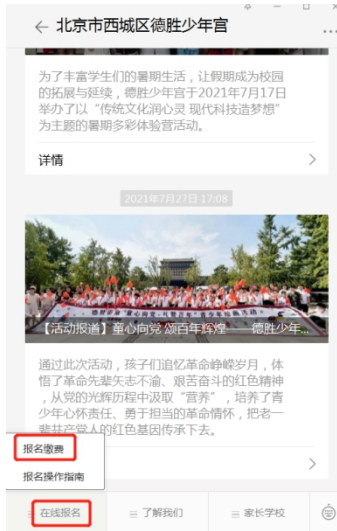 北京市西城区德胜少年宫
为了丰富学生们的暑期生活，让假期成为校园
的拓展与延续，德胜少年宫于2021年7月17日
举办了以“传统文化润心灵 现代科技造梦想”
为主题的暑期多彩体验营活动。
详情
2021年7月27日 17:08
【活动报道】童心向党 颂百年辉煌——德胜少年...
通过此次活动，孩子们追忆革命峥嵘岁月，体
悟了革命先辈矢志不渝、艰苦奋斗的红色精神
，从党的光辉历程中汲取“营养”，培养了青
少年心怀责任、勇于担当的革命情怀，把老一
辈共产党人的红色基因传承下去。
报名缴费
报名操作指南
在线报名
了解我们
家长学校